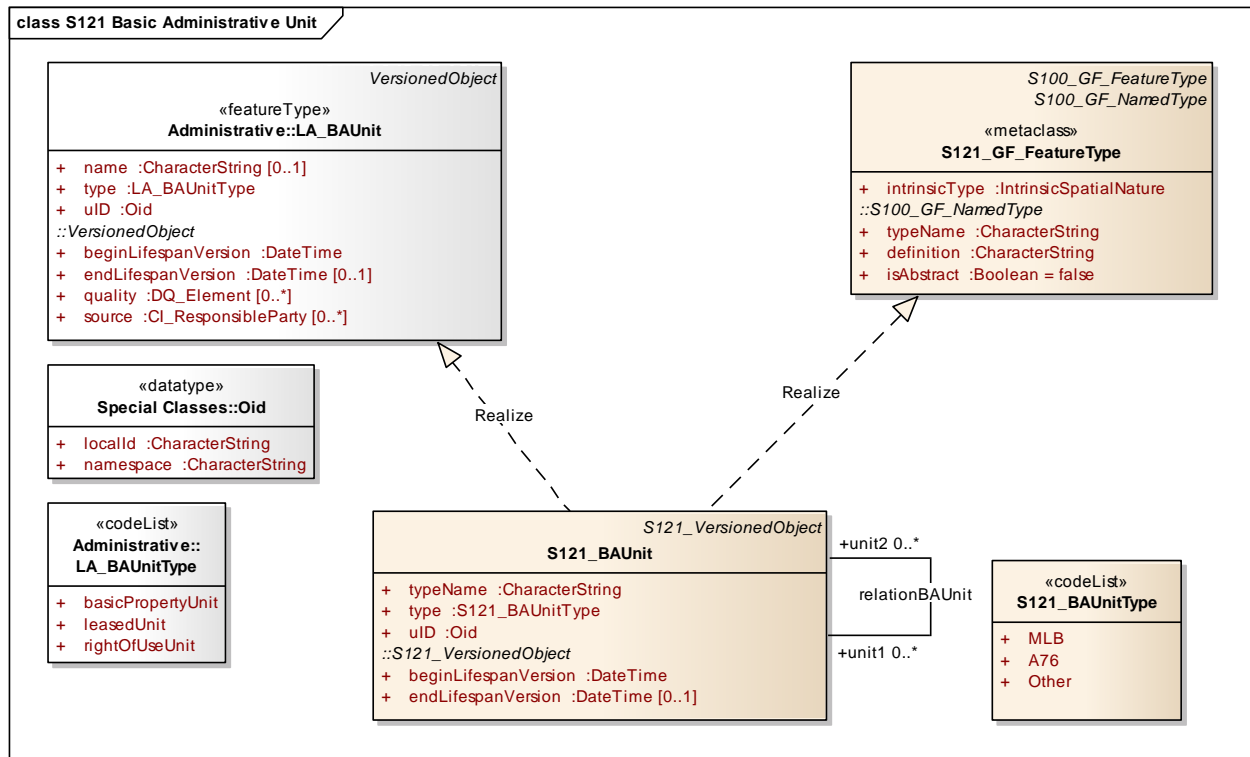 class S121 Basic Administrative Unit
VersionedObject
«featureType»
Administrative::LA_BAUnit
+ name :CharacterString [0..1]
+ type :LA_BAUnitType
+ uID :Oid
::VersionedObject
+ beginLifespanVersion :DateTime
+ endLifespanVersion :DateTime [0..1]
+ quality :DQ_Element [0..*]
+ source :CI_ResponsibleParty [0..*]
S100_GF_FeatureType
S100_GF_NamedType
«metaclass»
S121_GF_FeatureType
+ intrinsicType :IntrinsicSpatialNature
::S100_GF_NamedType
+ typeName :CharacterString
+ definition :CharacterString
+ isAbstract :Boolean = false
«datatype»
Special Classes::Oid
+ localId :CharacterString
+ namespace :CharacterString
Realize
Realize
«codeList»
Administrative::
LA_BAUnitType
+ basicPropertyUnit
+ leasedUnit
+ rightOfUseUnit
S121_VersionedObject
S121_BAUnit
+ typeName :CharacterString
+ type :S121_BAUnitType
+ uID :Oid
::S121_VersionedObject
+ beginLifespanVersion :DateTime
+ endLifespanVersion :DateTime [0..1]
+unit2 0..*
relationBAUnit
+unit1 0..*
«codeList»
S121_BAUnitType
+ MLB
+ A76
+ Other